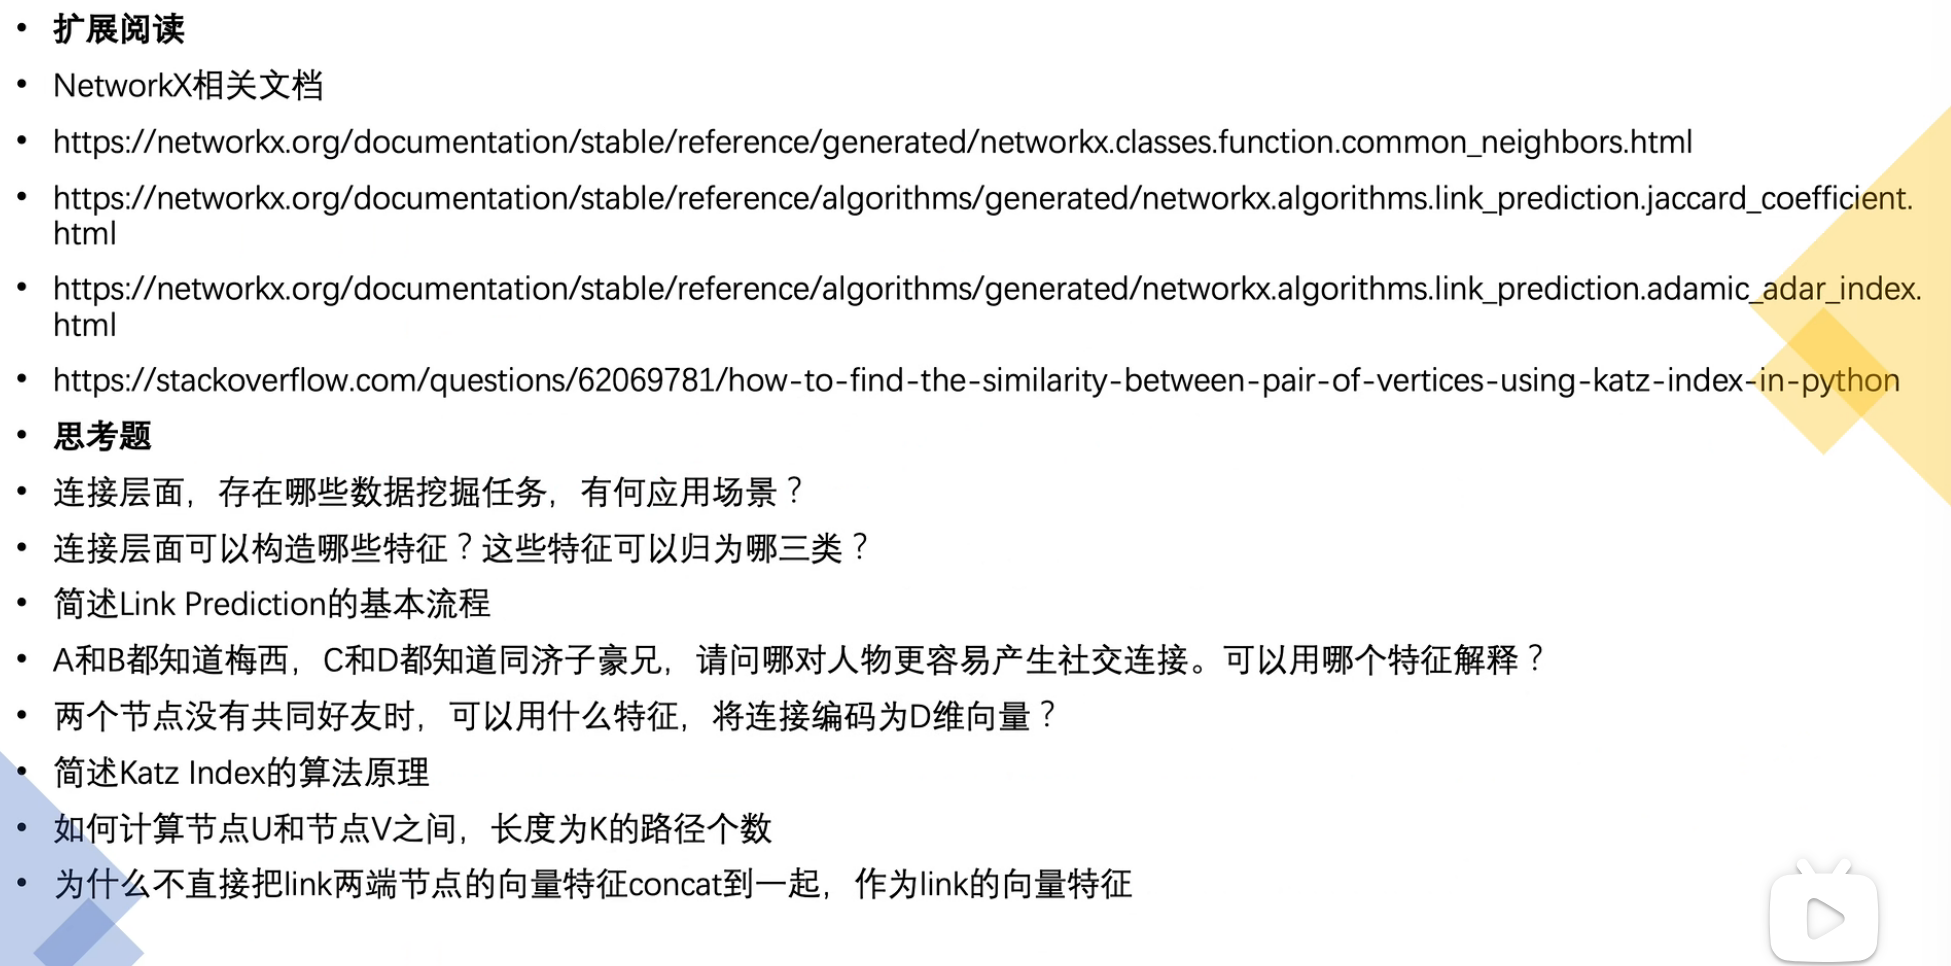 • 扩展阅读
• NetworkX相关文档
• https://networkx.org/documentation/stable/reference/generated/networkx.classes.function.common_neighbors.html
• https://networkx.org/documentation/stable/reference/algorithms/generated/networkx.algorithms.link_prediction.jaccard_coefficient.
html
• https://networkx.org/documentation/stable/reference/algorithms/generated/networkx.algorithms.link_prediction.adamic_adar_index.
html
• https://stackoverflow.com/questions/62069781/how-to-find-the-similarity-between-pair-of-vertices-using-katz-index-in-python
• 思考题
• 连接层面，存在哪些数据挖掘任务，有何应用场景？
• 连接层面可以构造哪些特征？这些特征可以归为哪三类？
• 简述Link Prediction的基本流程
• A和B都知道梅西，C和D都知道同济子豪兄，请问哪对人物更容易产生社交连接。可以用哪个特征解释？
• 两个节点没有共同好友时，可以用什么特征，将连接编码为D维向量？
• 简述Katz Index的算法原理
• 如何计算节点U和节点V之间，长度为K的路径个数
• 为什么不直接把link两端节点的向量特征concat到一起，作为link的向量特征